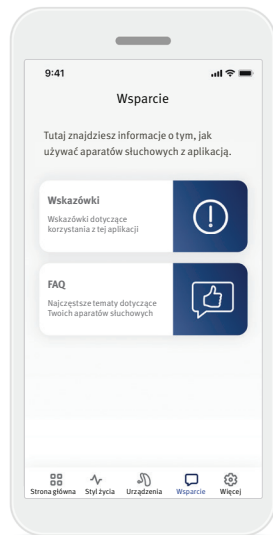 9:41
Wsparcie
Tutaj znajdziesz informacje o tym, jak
używać aparatów słuchowych z aplikacją.
Wskazówki
Wskazówki dotyczące
korzystania z tej aplikacji
FAQ
Najczęstsze tematy dotyczące
Twoich aparatów słuchowych
Strona główna Styl życia Urządzenia Wsparcie Więcej